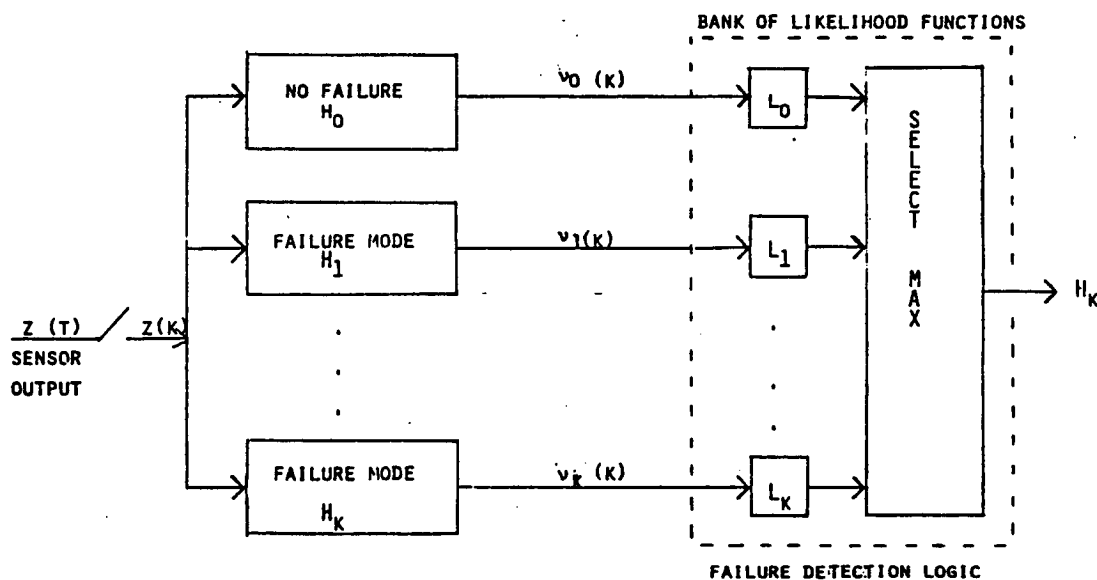 BANK OF LIKELIHOOD FUNCTIONS
NO FAILURE
H0
ν0 (K)
L0
FAILURE MODE
H1
ν1(K)
L1
SELECT MAX
HK
Z (T)
Z(K)
SENSOR
OUTPUT
FAILURE MODE
HK
νK (K)
LK
FAILURE DETECTION LOGIC